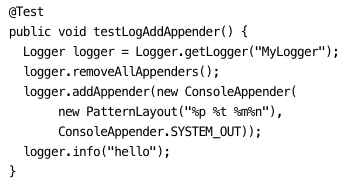 @Test
public void testLogAddAppender() {
  Logger logger = Logger.getLogger("MyLogger");
  logger.removeAllAppenders();
  logger.addAppender(new ConsoleAppender(
      new PatternLayout("%p %t %m%n"),
      ConsoleAppender.SYSTEM_OUT));
  logger.info("hello");
}